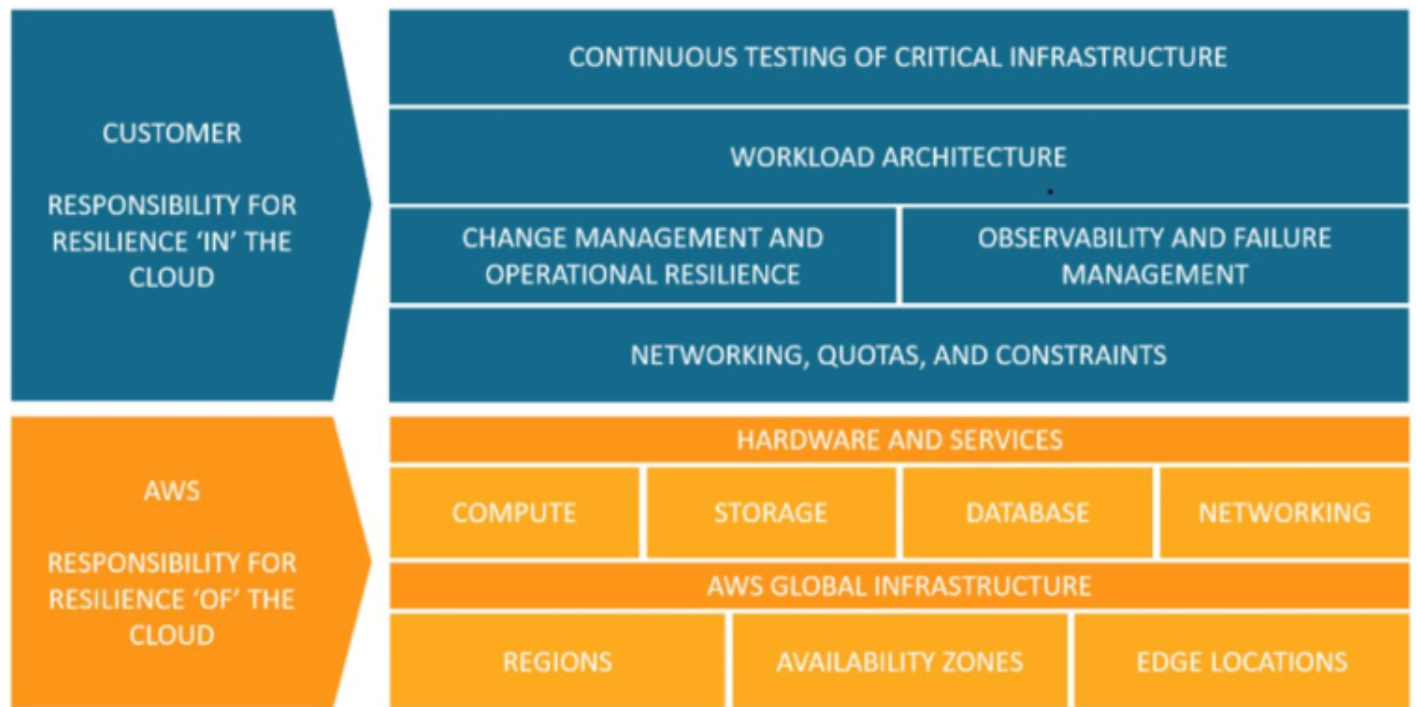 CONTINUOUS TESTING OF CRITICAL INFRASTRUCTURE
CUSTOMER
RESPONSIBILITY FOR
RESILIENCE ‘IN’ THE
CLOUD
WORKLOAD ARCHITECTURE
CHANGE MANAGEMENT AND
OPERATIONAL RESILIENCE
OBSERVABILITY AND FAILURE
MANAGEMENT
NETWORKING, QUOTAS, AND CONSTRAINTS
AWS
RESPONSIBILITY FOR
RESILIENCE ‘OF’ THE
CLOUD
HARDWARE AND SERVICES
COMPUTE
STORAGE
DATABASE
NETWORKING
AWS GLOBAL INFRASTRUCTURE
REGIONS
AVAILABILITY ZONES
EDGE LOCATIONS